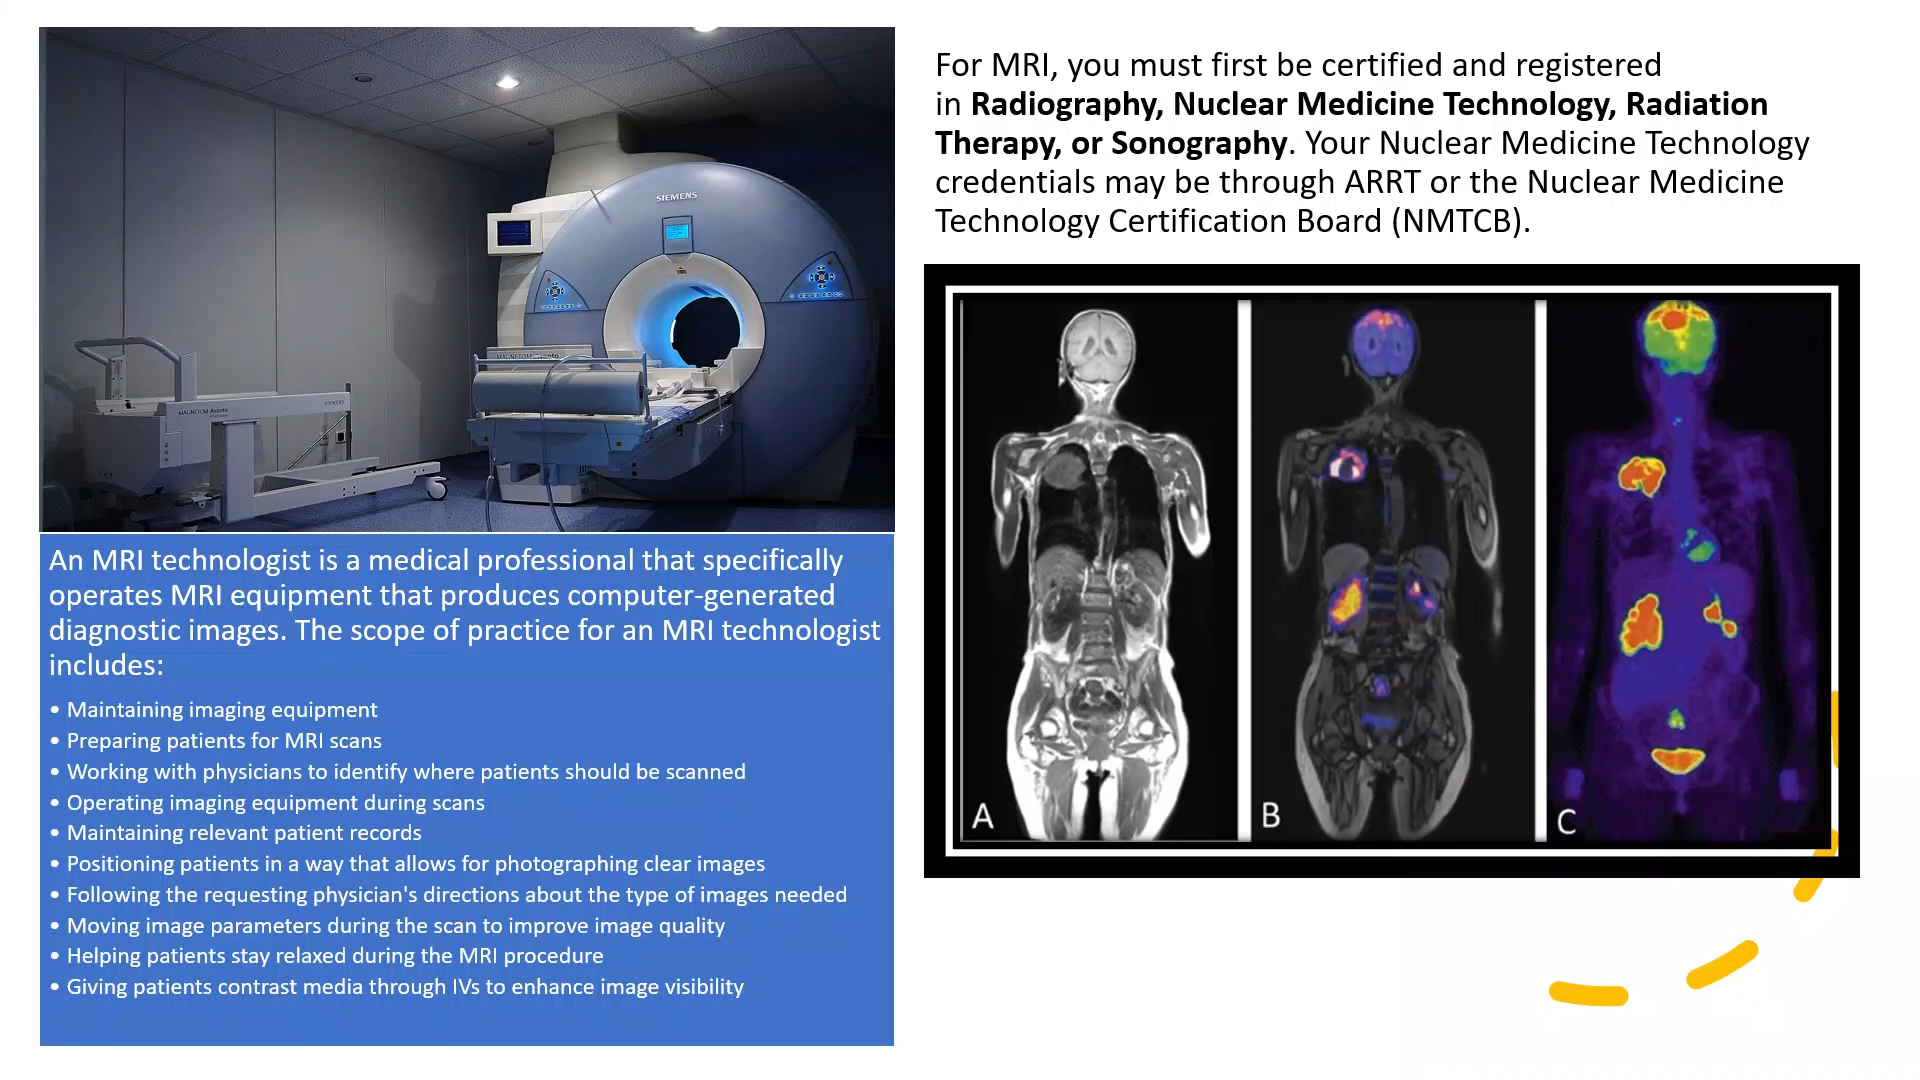 SIEMENS
MAGNETOM Avanto
MAGNETOM Avanto
SIEMENS
An MRI technologist is a medical professional that specifically
operates MRI equipment that produces computer-generated
diagnostic images. The scope of practice for an MRI technologist
includes:
• Maintaining imaging equipment
• Preparing patients for MRI scans
• Working with physicians to identify where patients should be scanned
• Operating imaging equipment during scans
• Maintaining relevant patient records
• Positioning patients in a way that allows for photographing clear images
• Following the requesting physician's directions about the type of images needed
• Moving image parameters during the scan to improve image quality
• Helping patients stay relaxed during the MRI procedure
• Giving patients contrast media through IVs to enhance image visibility
For MRI, you must first be certified and registered
in Radiography, Nuclear Medicine Technology, Radiation
Therapy, or Sonography. Your Nuclear Medicine Technology
credentials may be through ARRT or the Nuclear Medicine
Technology Certification Board (NMTCB).
A
B
C